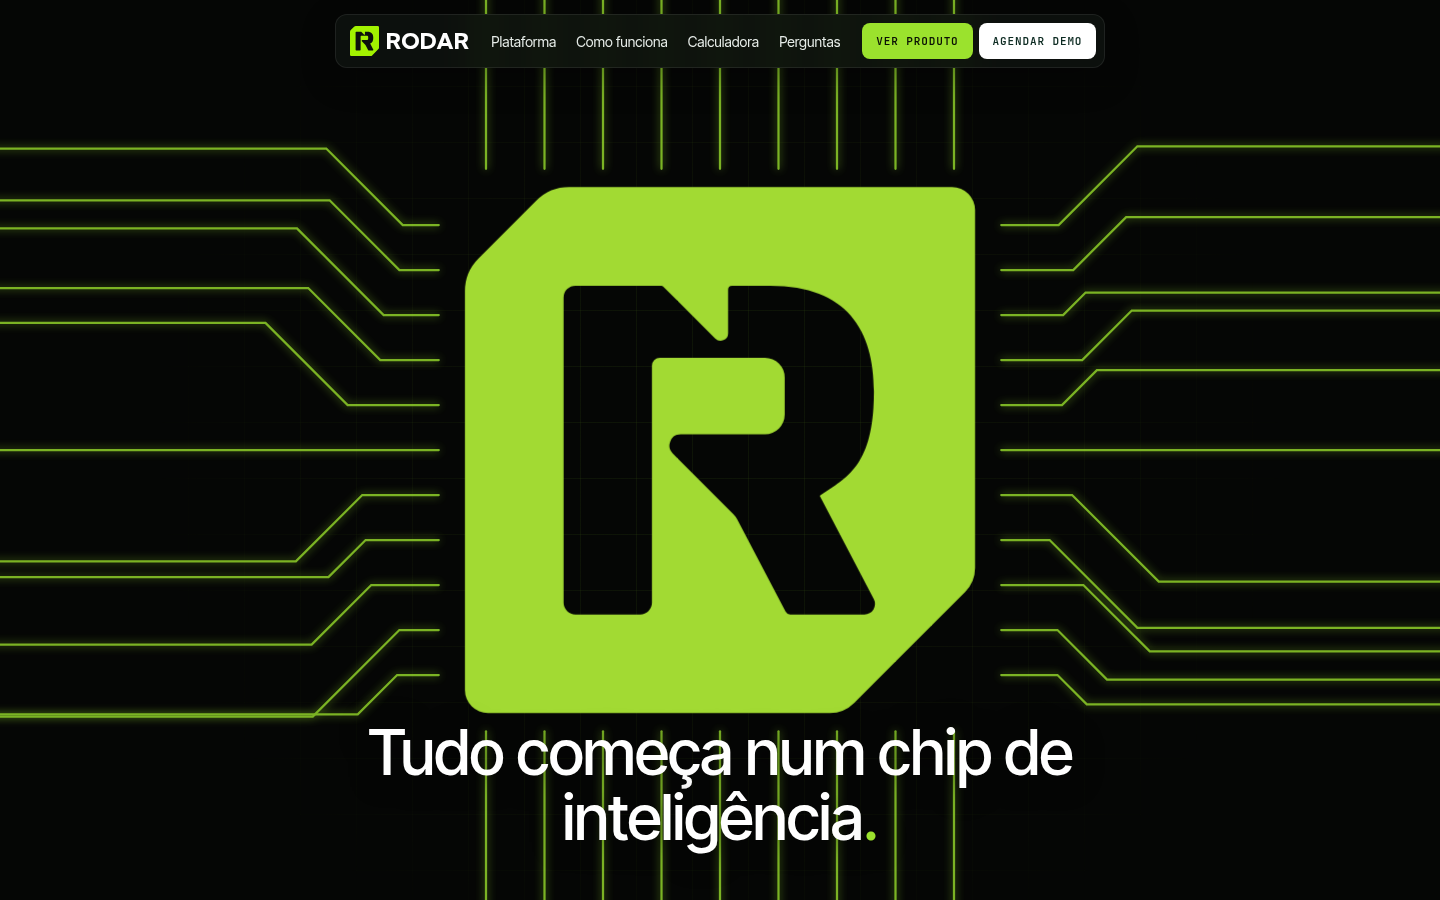 RODAR
Plataforma
Como funciona
Calculadora
Perguntas
VER PRODUTO
AGENDAR DEMO
R
Tudo começa num chip de
inteligência.